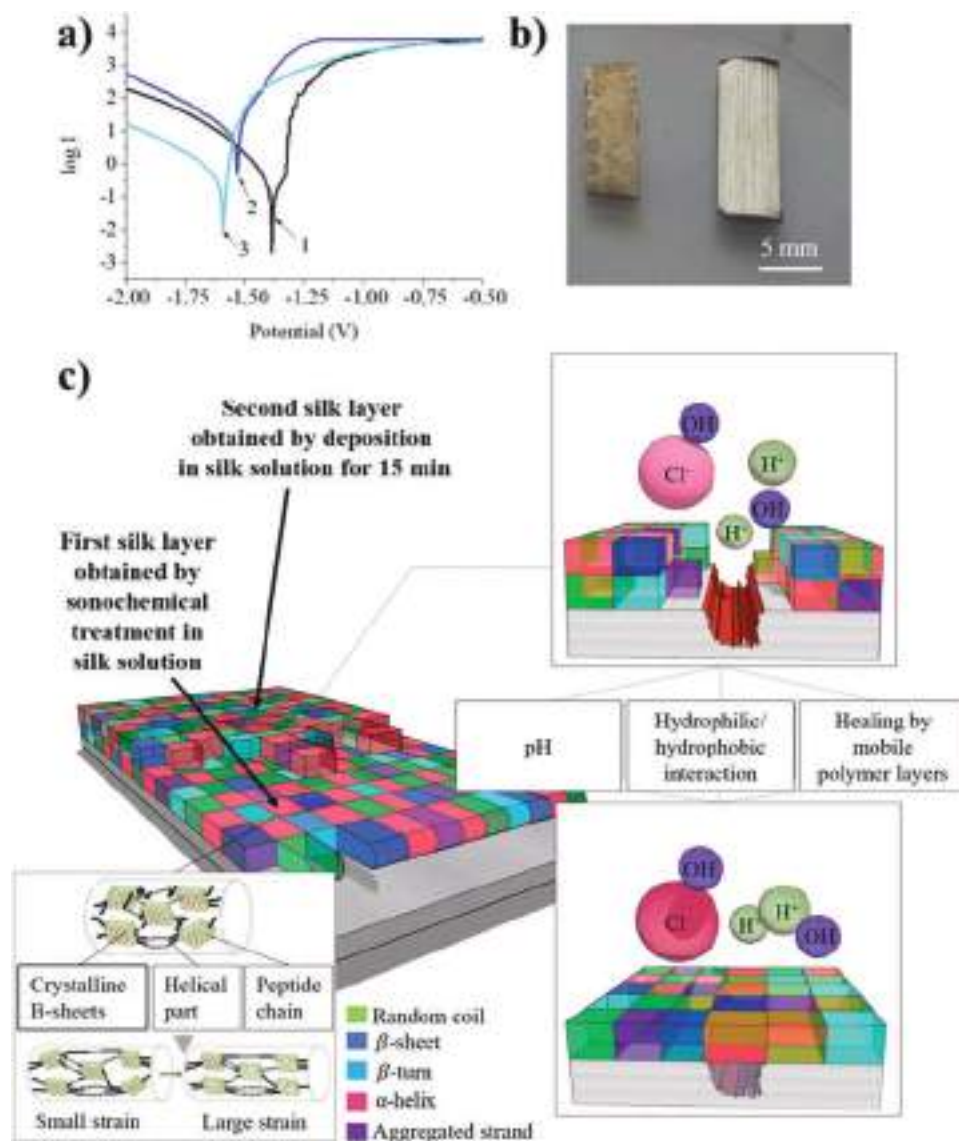 a)
4
3
2
1
0
-1
-2
-3
log I
2
3
1
-2.00 -1,75 -1.50 -1.25 -1.00 -0,75 -0.50
Potential (V)
b)
5 mm
c)
Second silk layer
obtained by deposition
in silk solution for 15 min
First silk layer
obtained by
sonochemical
treatment in
silk solution
OH
Cl-
H+
OH
H+
pH
Hydrophilic/
hydrophobic
interaction
Healing by
mobile
polymer layers
OH
Cl-
H+
H+
OH
Crystalline
B-sheets
Helical
part
Peptide
chain
Small strain
Large strain
Random coil
β-sheet
β-turn
α-helix
Aggregated strand